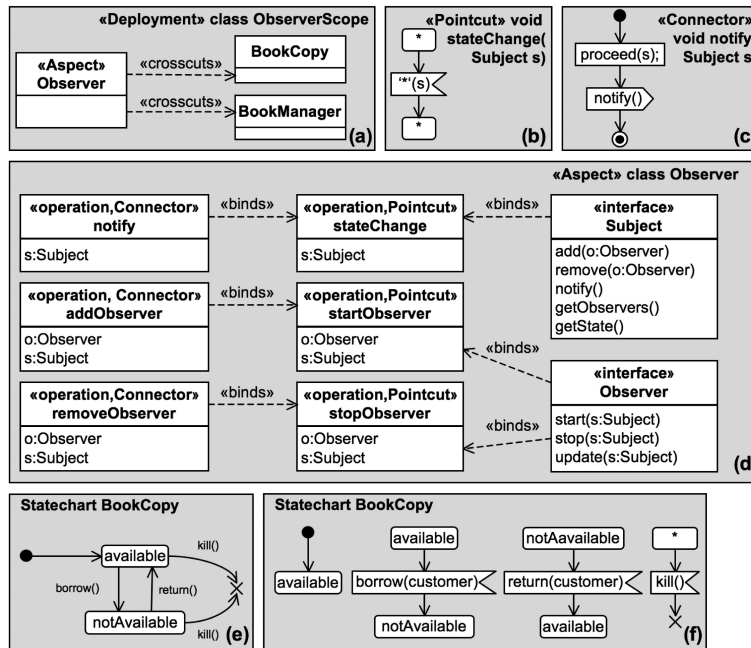 «Deployment» class ObserverScope
«Aspect»
Observer
«crosscuts»
«crosscuts»
BookCopy
BookManager
(a)
«Pointcut» void
stateChange(
Subject s)
*
‘*‘(s)
*
(b)
«Connector»
void notify
Subject s
proceed(s);
notify()
(c
«Aspect» class Observer
«operation,Connector»
notify
s:Subject
«binds»
«operation,Pointcut»
stateChange
s:Subject
«binds»
«interface»
Subject
add(o:Observer)
remove(o:Observer)
notify()
getObservers()
getState()
«operation, Connector»
addObserver
o:Observer
s:Subject
«binds»
«operation,Pointcut»
startObserver
o:Observer
s:Subject
«binds»
«interface»
Observer
start(s:Subject)
stop(s:Subject)
update(s:Subject)
«operation,Connector»
removeObserver
o:Observer
s:Subject
«binds»
«operation,Pointcut»
stopObserver
o:Observer
s:Subject
«binds»
(d
Statechart BookCopy
available
kill()
borrow()
return()
notAvailable
kill()
(e)
Statechart BookCopy
available
available
borrow(customer)
notAvailable
notAavailable
return(customer)
available
*
kill()
(f)